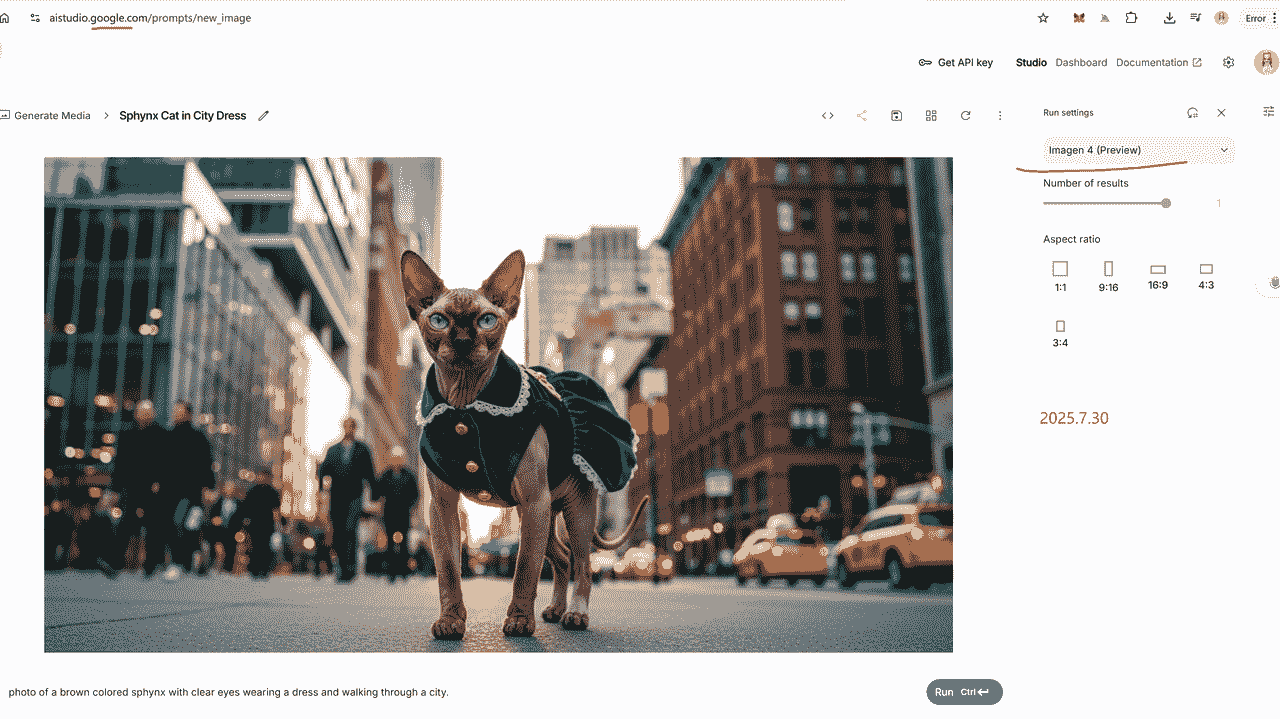 aistudio.google.com/prompts/new_image
Error
Get API key
Studio
Dashboard
Documentation
Generate Media
Sphynx Cat in City Dress
Run settings
Imagen 4 (Preview)
Number of results
1
Aspect ratio
1:1
9:16
16:9
4:3
3:4
2025.7.30
photo of a brown colored sphynx with clear eyes wearing a dress and walking through a city.
Run Ctrl